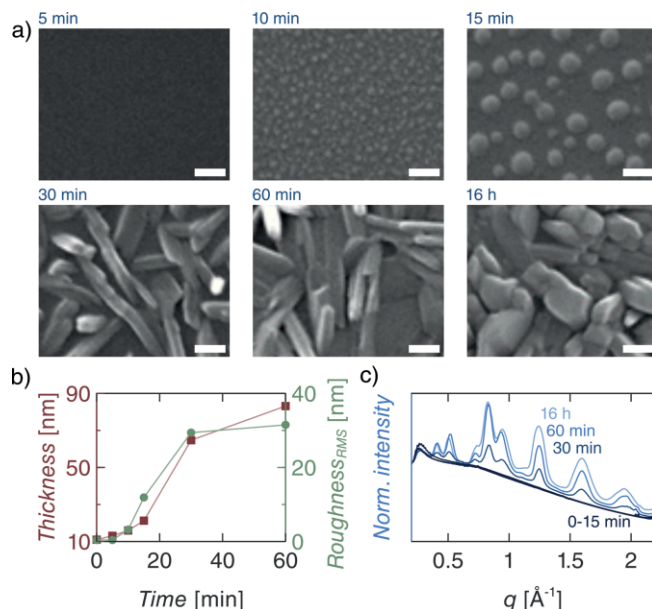 a)
5 min
10 min
15 min
30 min
60 min
16 h
b)
Thickness [nm]
90
50
10
0
20
40
60
Time [min]
40
20
0
Roughness_RMS [nm]
c)
Norm. intensity
16 h
60 min
30 min
0-15 min
0.5
1
1.5
2
q [Å⁻¹]